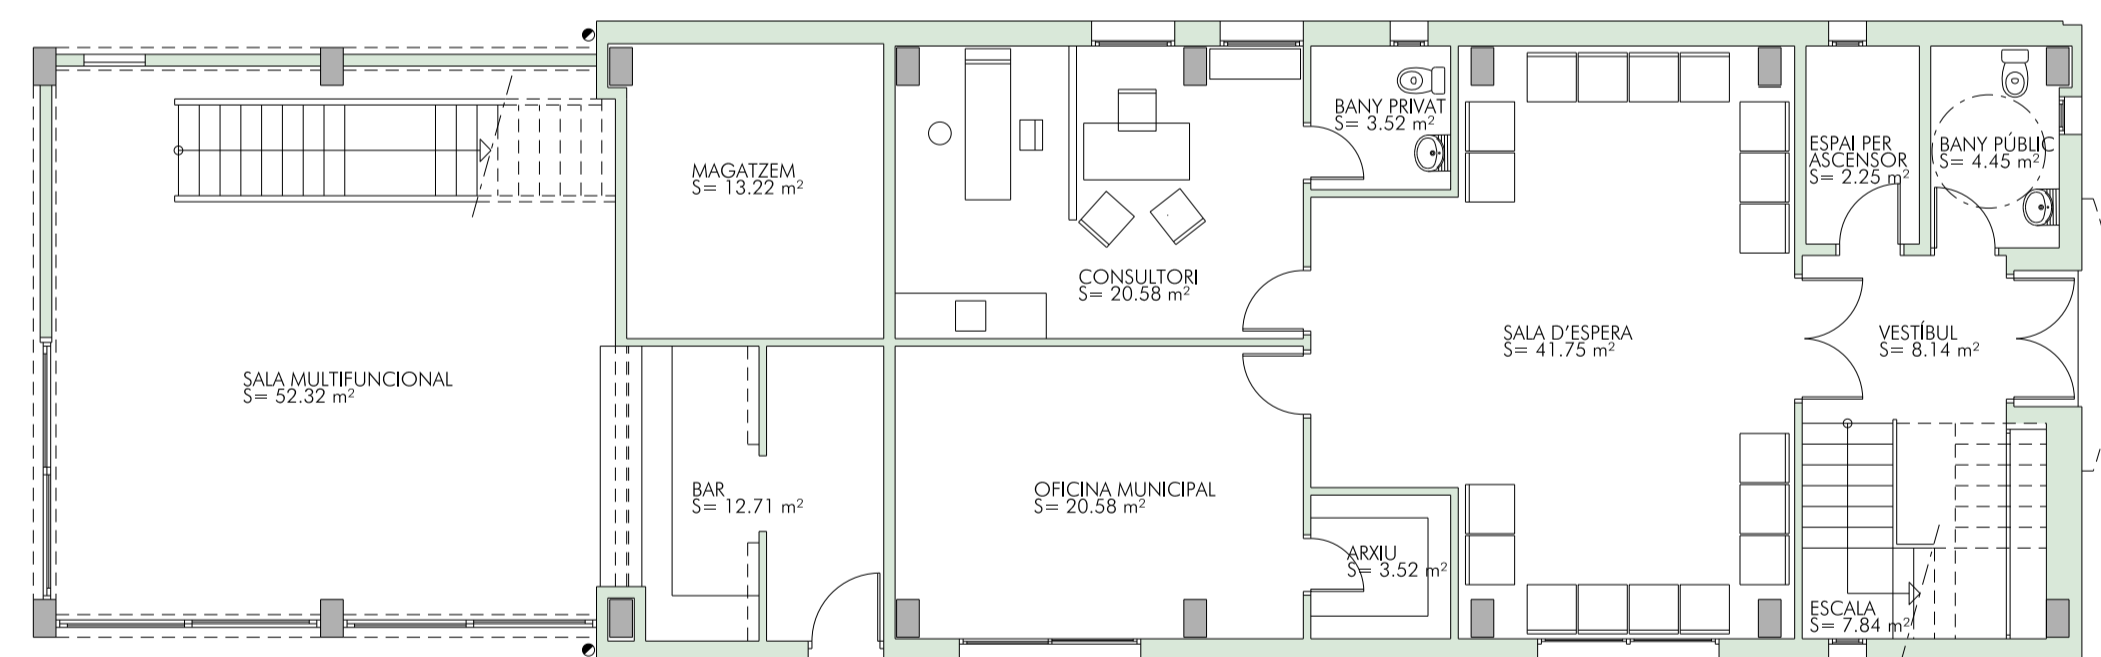 BANY PRIVAT
S= 3.52 m²
ESPAI PER
ASCENSOR
S= 2.25 m²
BANY PÚBLIC
S= 4.45 m²
MAGATZEM
S= 13.22 m²
CONSULTORI
S= 20.58 m²
SALA D'ESPERA
S= 41.75 m²
VESTÍBUL
S= 8.14 m²
SALA MULTIFUNCIONAL
S= 52.32 m²
BAR
S= 12.71 m²
OFICINA MUNICIPAL
S= 20.58 m²
ARXIU
S= 3.52 m²
ESCALA
S= 7.84 m²